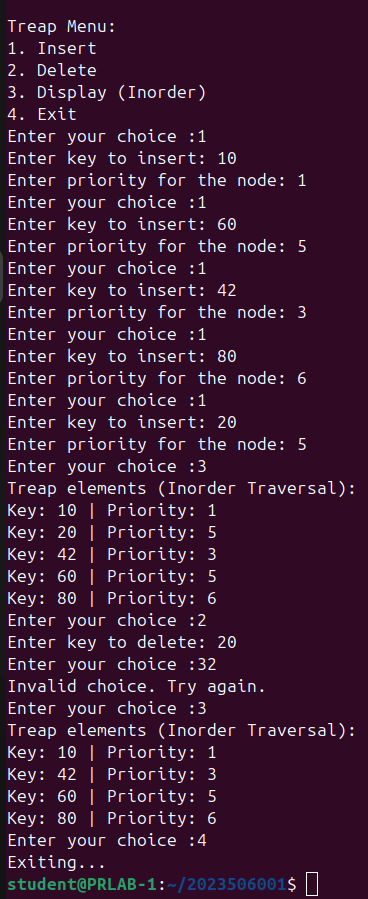 Treap Menu:
1. Insert
2. Delete
3. Display (Inorder)
4. Exit
Enter your choice :1
Enter key to insert: 10
Enter priority for the node: 1
Enter your choice :1
Enter key to insert: 60
Enter priority for the node: 5
Enter your choice :1
Enter key to insert: 42
Enter priority for the node: 3
Enter your choice :1
Enter key to insert: 80
Enter priority for the node: 6
Enter your choice :1
Enter key to insert: 20
Enter priority for the node: 5
Enter your choice :3
Treap elements (Inorder Traversal):
Key: 10 | Priority: 1
Key: 20 | Priority: 5
Key: 42 | Priority: 3
Key: 60 | Priority: 5
Key: 80 | Priority: 6
Enter your choice :2
Enter key to delete: 20
Enter your choice :32
Invalid choice. Try again.
Enter your choice :3
Treap elements (Inorder Traversal):
Key: 10 | Priority: 1
Key: 42 | Priority: 3
Key: 60 | Priority: 5
Key: 80 | Priority: 6
Enter your choice :4
Exiting...
student@PRLAB-1:~/2023506001$